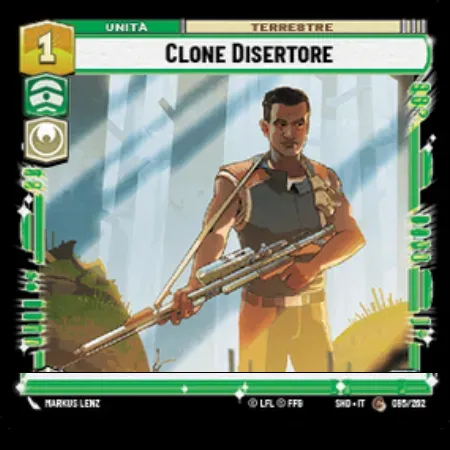 UNITÀ
TERRESTRE
1
CLONE DISERTORE
MARKUS LENZ
© LFL © FFG
SHD • IT
095/262